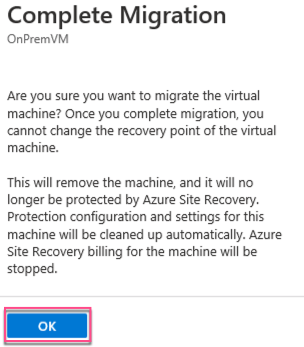 Complete Migration
OnPremVM
Are you sure you want to migrate the virtual
machine? Once you complete migration, you
cannot change the recovery point of the virtual
machine.
This will remove the machine, and it will no
longer be protected by Azure Site Recovery.
Protection configuration and settings for this
machine will be cleaned up automatically. Azure
Site Recovery billing for the machine will be
stopped.
OK